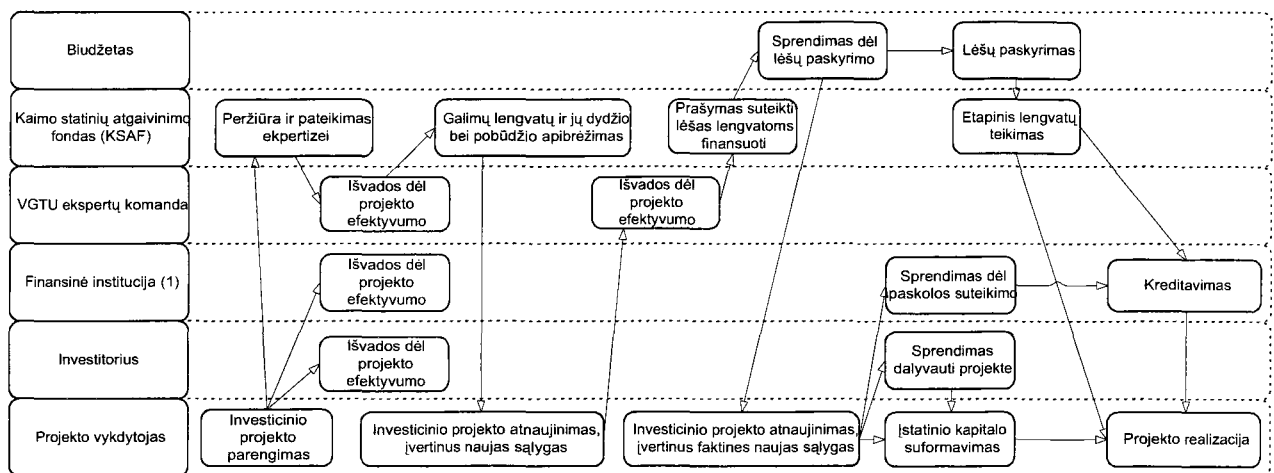 Biudžetas
Sprendimas dėl
lėšų paskyrimo
Lėšų paskyrimas
Kaimo statinių atgaivinimo
fondas (KSAF)
Peržiūra ir pateikimas
ekpertizei
Galimų lengvatų ir jų dydžio
bei pobūdžio apibrėžimas
Prašymas suteikti
lėšas lengvatoms
finansuoti
Etapinis lengvatų
teikimas
VGTU ekspertų komanda
Išvados dėl
projekto
efektyvumo
Išvados dėl
projekto
efektyvumo
Finansinė institucija (1)
Išvados dėl
projekto
efektyvumo
Sprendimas dėl
paskolos suteikimo
Kreditavimas
Investitorius
Išvados dėl
projekto
efektyvumo
Sprendimas
dalyvauti projekte
Projekto vykdytojas
Investicinio
projekto
parengimas
Investicinio projekto atnaujinimas,
įvertinus naujas sąlygas
Investicinio projekto atnaujinimas,
įvertinus faktines naujas sąlygas
Įstatinio kapitalo
suformavimas
Projekto realizacija